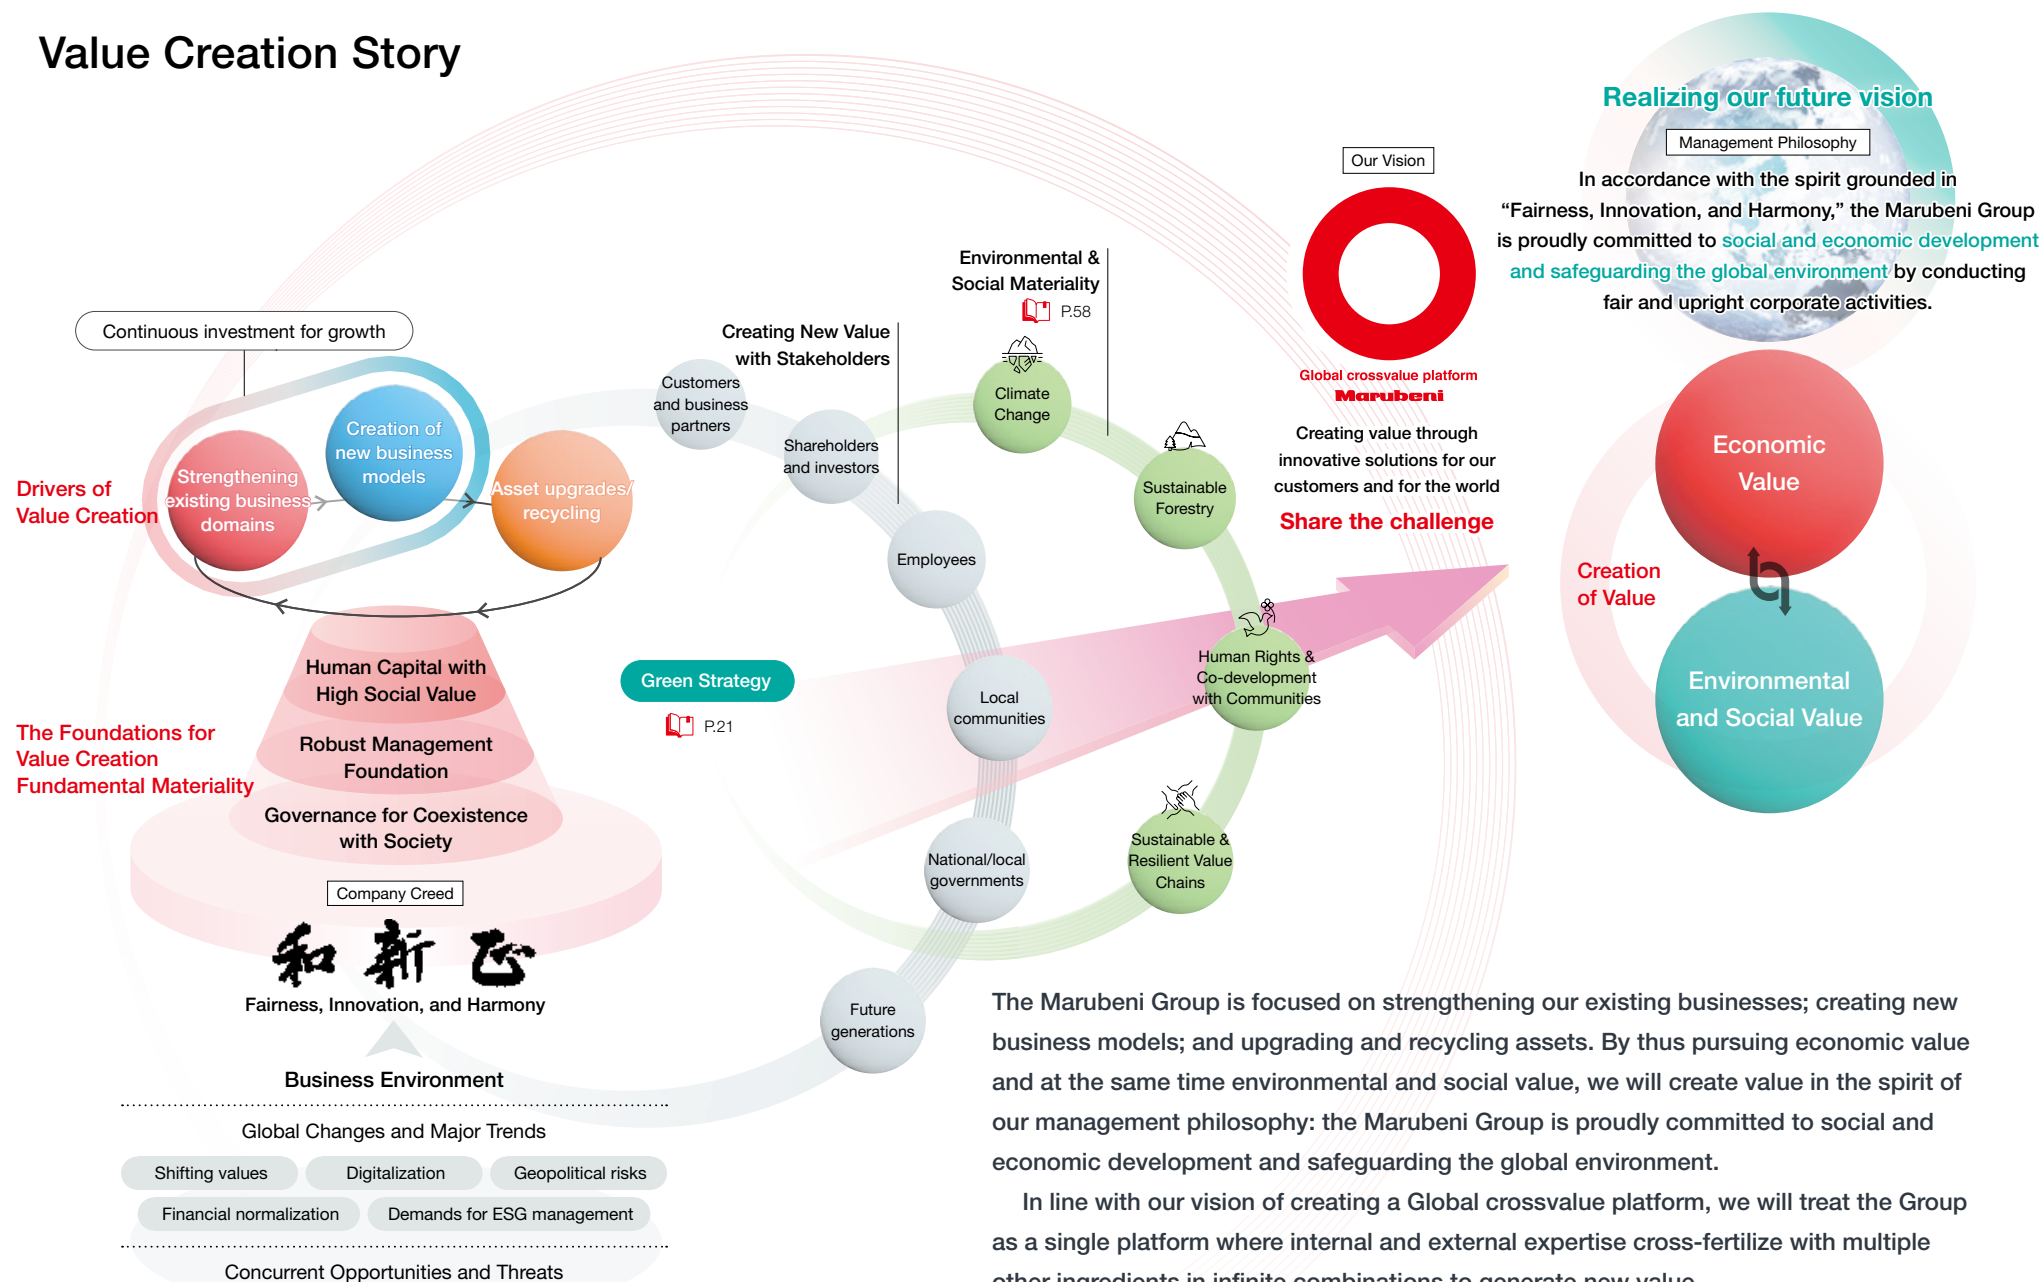 Value Creation Story
Continuous investment for growth
Drivers of
Value Creation
Strengthening
existing business
domains
Creation of
new business
models
Asset upgrades/
recycling
The Foundations for
Value Creation
Fundamental Materiality
Human Capital with
High Social Value
Robust Management
Foundation
Governance for Coexistence
with Society
Company Creed
和 新 正
Fairness, Innovation, and Harmony
Business Environment
Global Changes and Major Trends
Shifting values
Digitalization
Geopolitical risks
Financial normalization
Demands for ESG management
Concurrent Opportunities and Threats
Green Strategy
P.21
Creating New Value
with Stakeholders
Customers
and business
partners
Shareholders
and investors
Employees
Local
communities
National/local
governments
Future
generations
Environmental &
Social Materiality
P.58
Climate
Change
Sustainable
Forestry
Human Rights &
Co-development
with Communities
Sustainable &
Resilient Value
Chains
Our Vision
Global crossvalue platform
Marubeni
Creating value through
innovative solutions for our
customers and for the world
Share the challenge
Realizing our future vision
Management Philosophy
In accordance with the spirit grounded in
“Fairness, Innovation, and Harmony,” the Marubeni Group
is proudly committed to social and economic development
and safeguarding the global environment by conducting
fair and upright corporate activities.
Creation
of Value
Economic
Value
Environmental
and Social Value
The Marubeni Group is focused on strengthening our existing businesses; creating new
business models; and upgrading and recycling assets. By thus pursuing economic value
and at the same time environmental and social value, we will create value in the spirit of
our management philosophy: the Marubeni Group is proudly committed to social and
economic development and safeguarding the global environment.
In line with our vision of creating a Global crossvalue platform, we will treat the Group
as a single platform where internal and external expertise cross-fertilize with multiple
other ingredients in infinite combinations to generate new value.